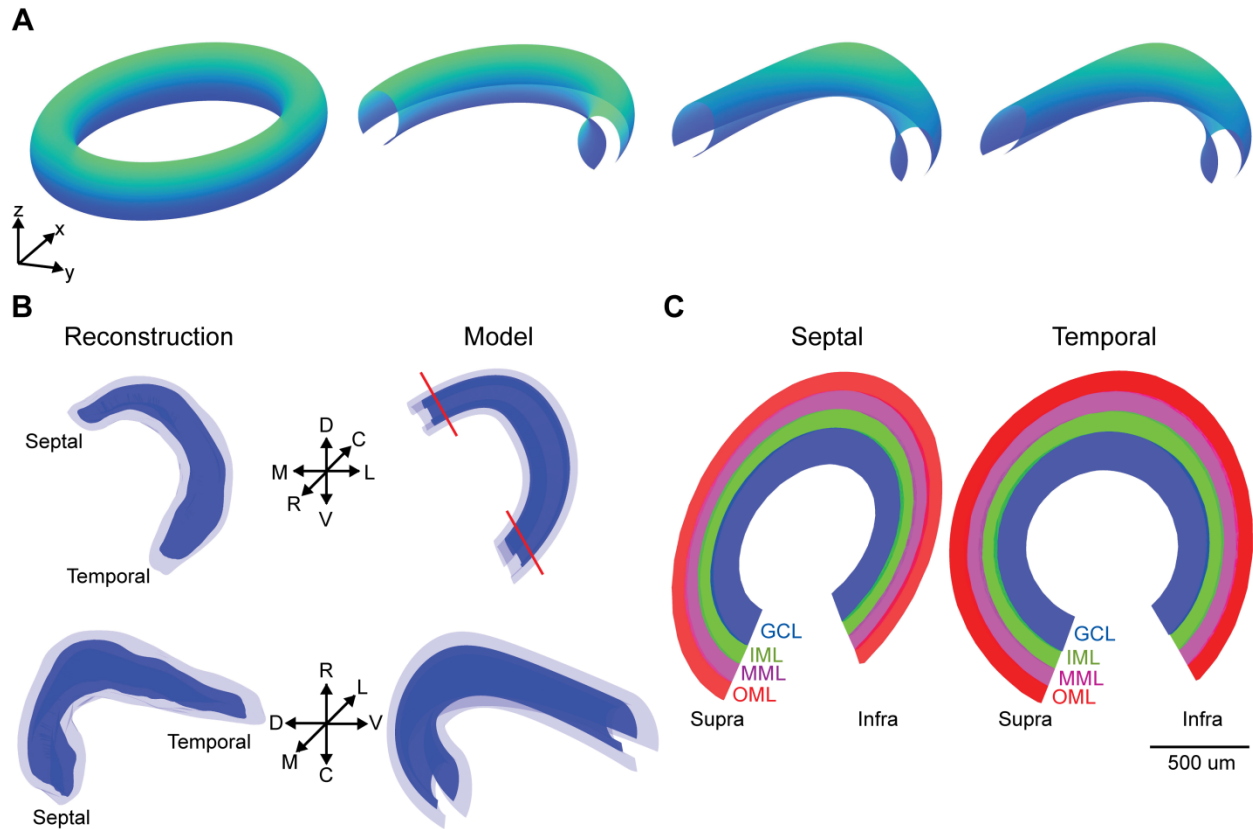 A
z
x
y
B
Reconstruction
Model
Septal
Temporal
D
C
M
L
R
V
Temporal
Septal
R
L
D
V
M
C
C
Septal
Temporal
GCL
IML
MML
OML
Supra
Infra
GCL
IML
MML
OML
Supra
Infra
500 um